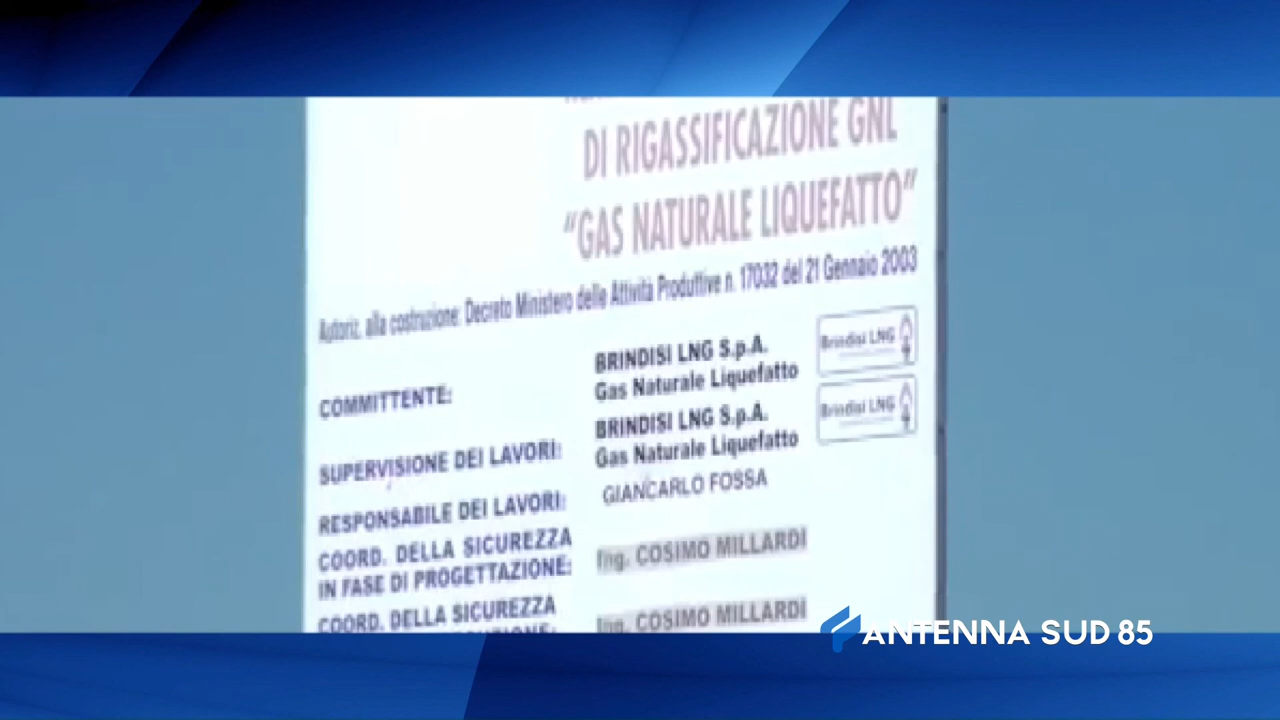 DI RIGASSIFICAZIONE GNL
“GAS NATURALE LIQUEFATTO”
Autoriz. alla costruzione: Decreto Ministero delle Attività Produttive n. 17032 del 21 Gennaio 2003
COMMITTENTE:
BRINDISI LNG S.p.A.
Gas Naturale Liquefatto
Brindisi LNG
SUPERVISIONE DEI LAVORI:
BRINDISI LNG S.p.A.
Gas Naturale Liquefatto
Brindisi LNG
RESPONSABILE DEI LAVORI:
GIANCARLO FOSSA
COORD. DELLA SICUREZZA
IN FASE DI PROGETTAZIONE:
Ing. COSIMO MILLARDI
COORD. DELLA SICUREZZA
Ing. COSIMO MILLARDI
ANTENNA SUD 85